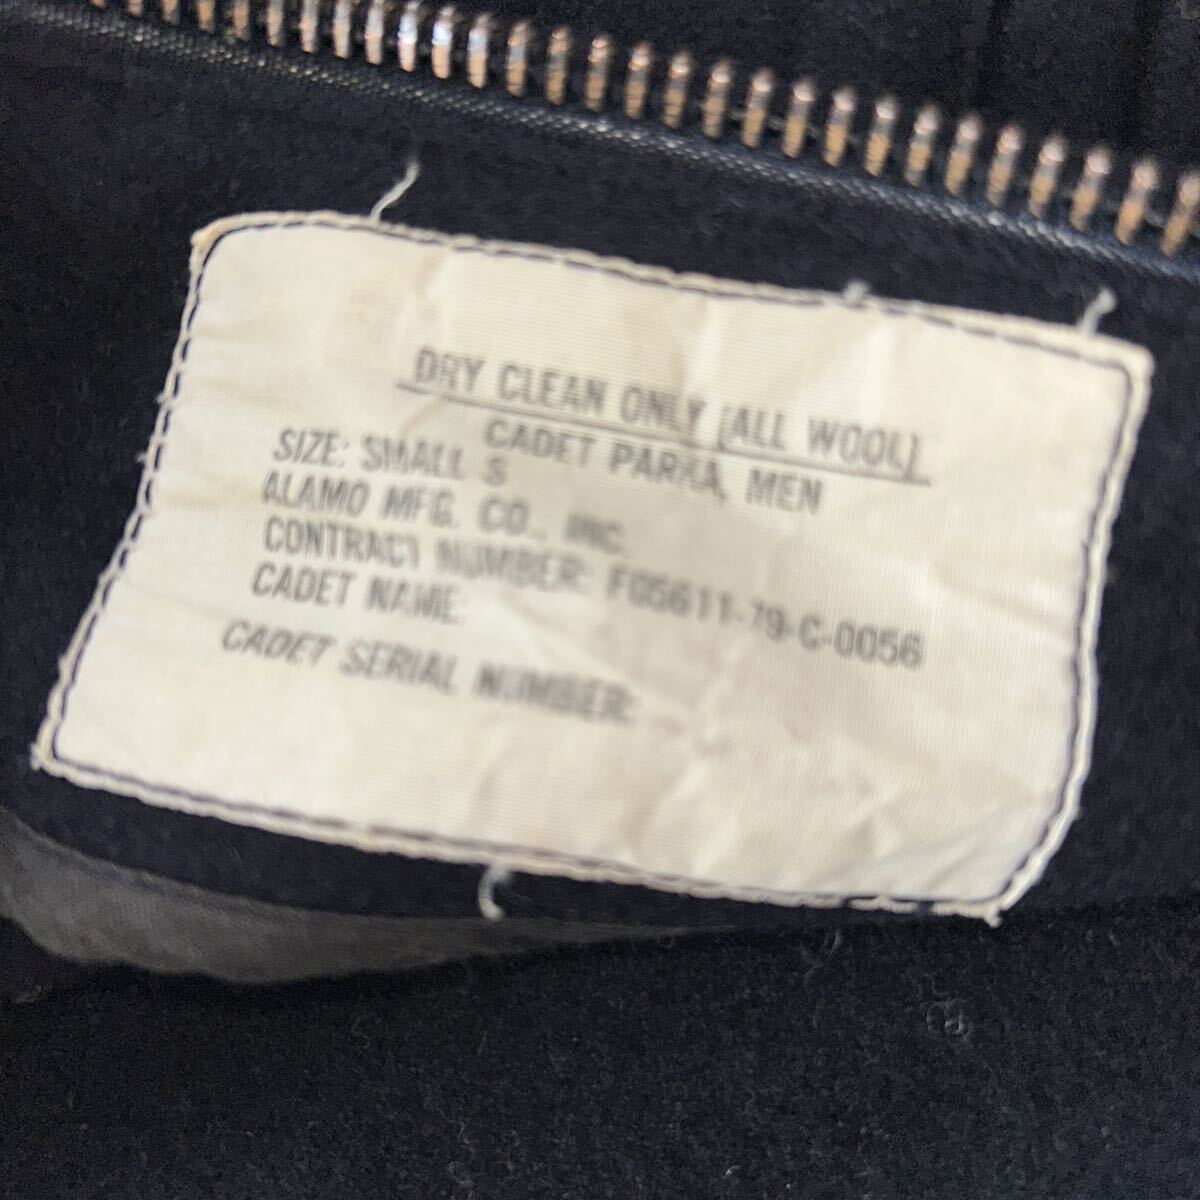 DRY CLEAN ONLY [ALL WOOL]
CADET PARKA, MEN
SIZE: SMALL S
ALAMO MFG. CO., INC.
CONTRACT NUMBER: F05611-79-C-0056
CADET NAME:
CADET SERIAL NUMBER: